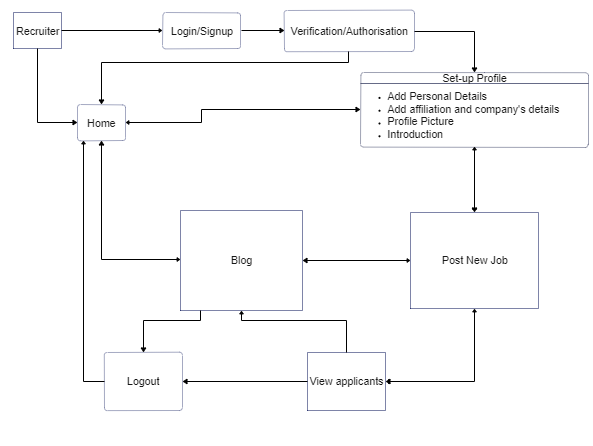 Recruiter
Login/Signup
Verification/Authorisation
Set-up Profile
• Add Personal Details
• Add affiliation and company's details
• Profile Picture
• Introduction
Home
Blog
Post New Job
Logout
View applicants